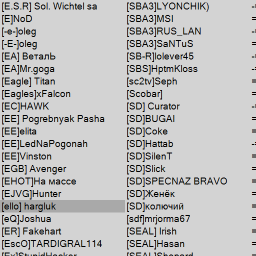 [E.S.R] Sol. Wichtel sa
[E]NoD
[-e-]oleg
[-E-]oleg
[EA] ВеталЬ
[EA]Mr.goga
[Eagle] Titan
[Eagles]xFalcon
[EC]HAWK
[EE] Pogrebnyak Pasha
[EE]elita
[EE]LedNaPogonah
[EE]Vinston
[EGB] Avenger
[EHOT]На массе
[EJVG]Hunter
[ello] hargluk
[eQ]Joshua
[ER] Fakehart
[EscO]TARDIGRAL114
[SBA3]LYONCHIK)
[SBA3]MSI
[SBA3]RUS_LAN
[SBA3]SaNTuS
[SB-R]lolever45
[SBS]HptmKloss
[sc2tv]Seph
[Scobar]
[SD] Curator
[SD]BUGAI
[SD]Coke
[SD]Hattab
[SD]SilenT
[SD]Slick
[SD]SPECNAZ BRAVO
[SD]Женёк
[SD]колючий
[sdf]mrjorma67
[SEAL] Irish
[SEAL]Hasan